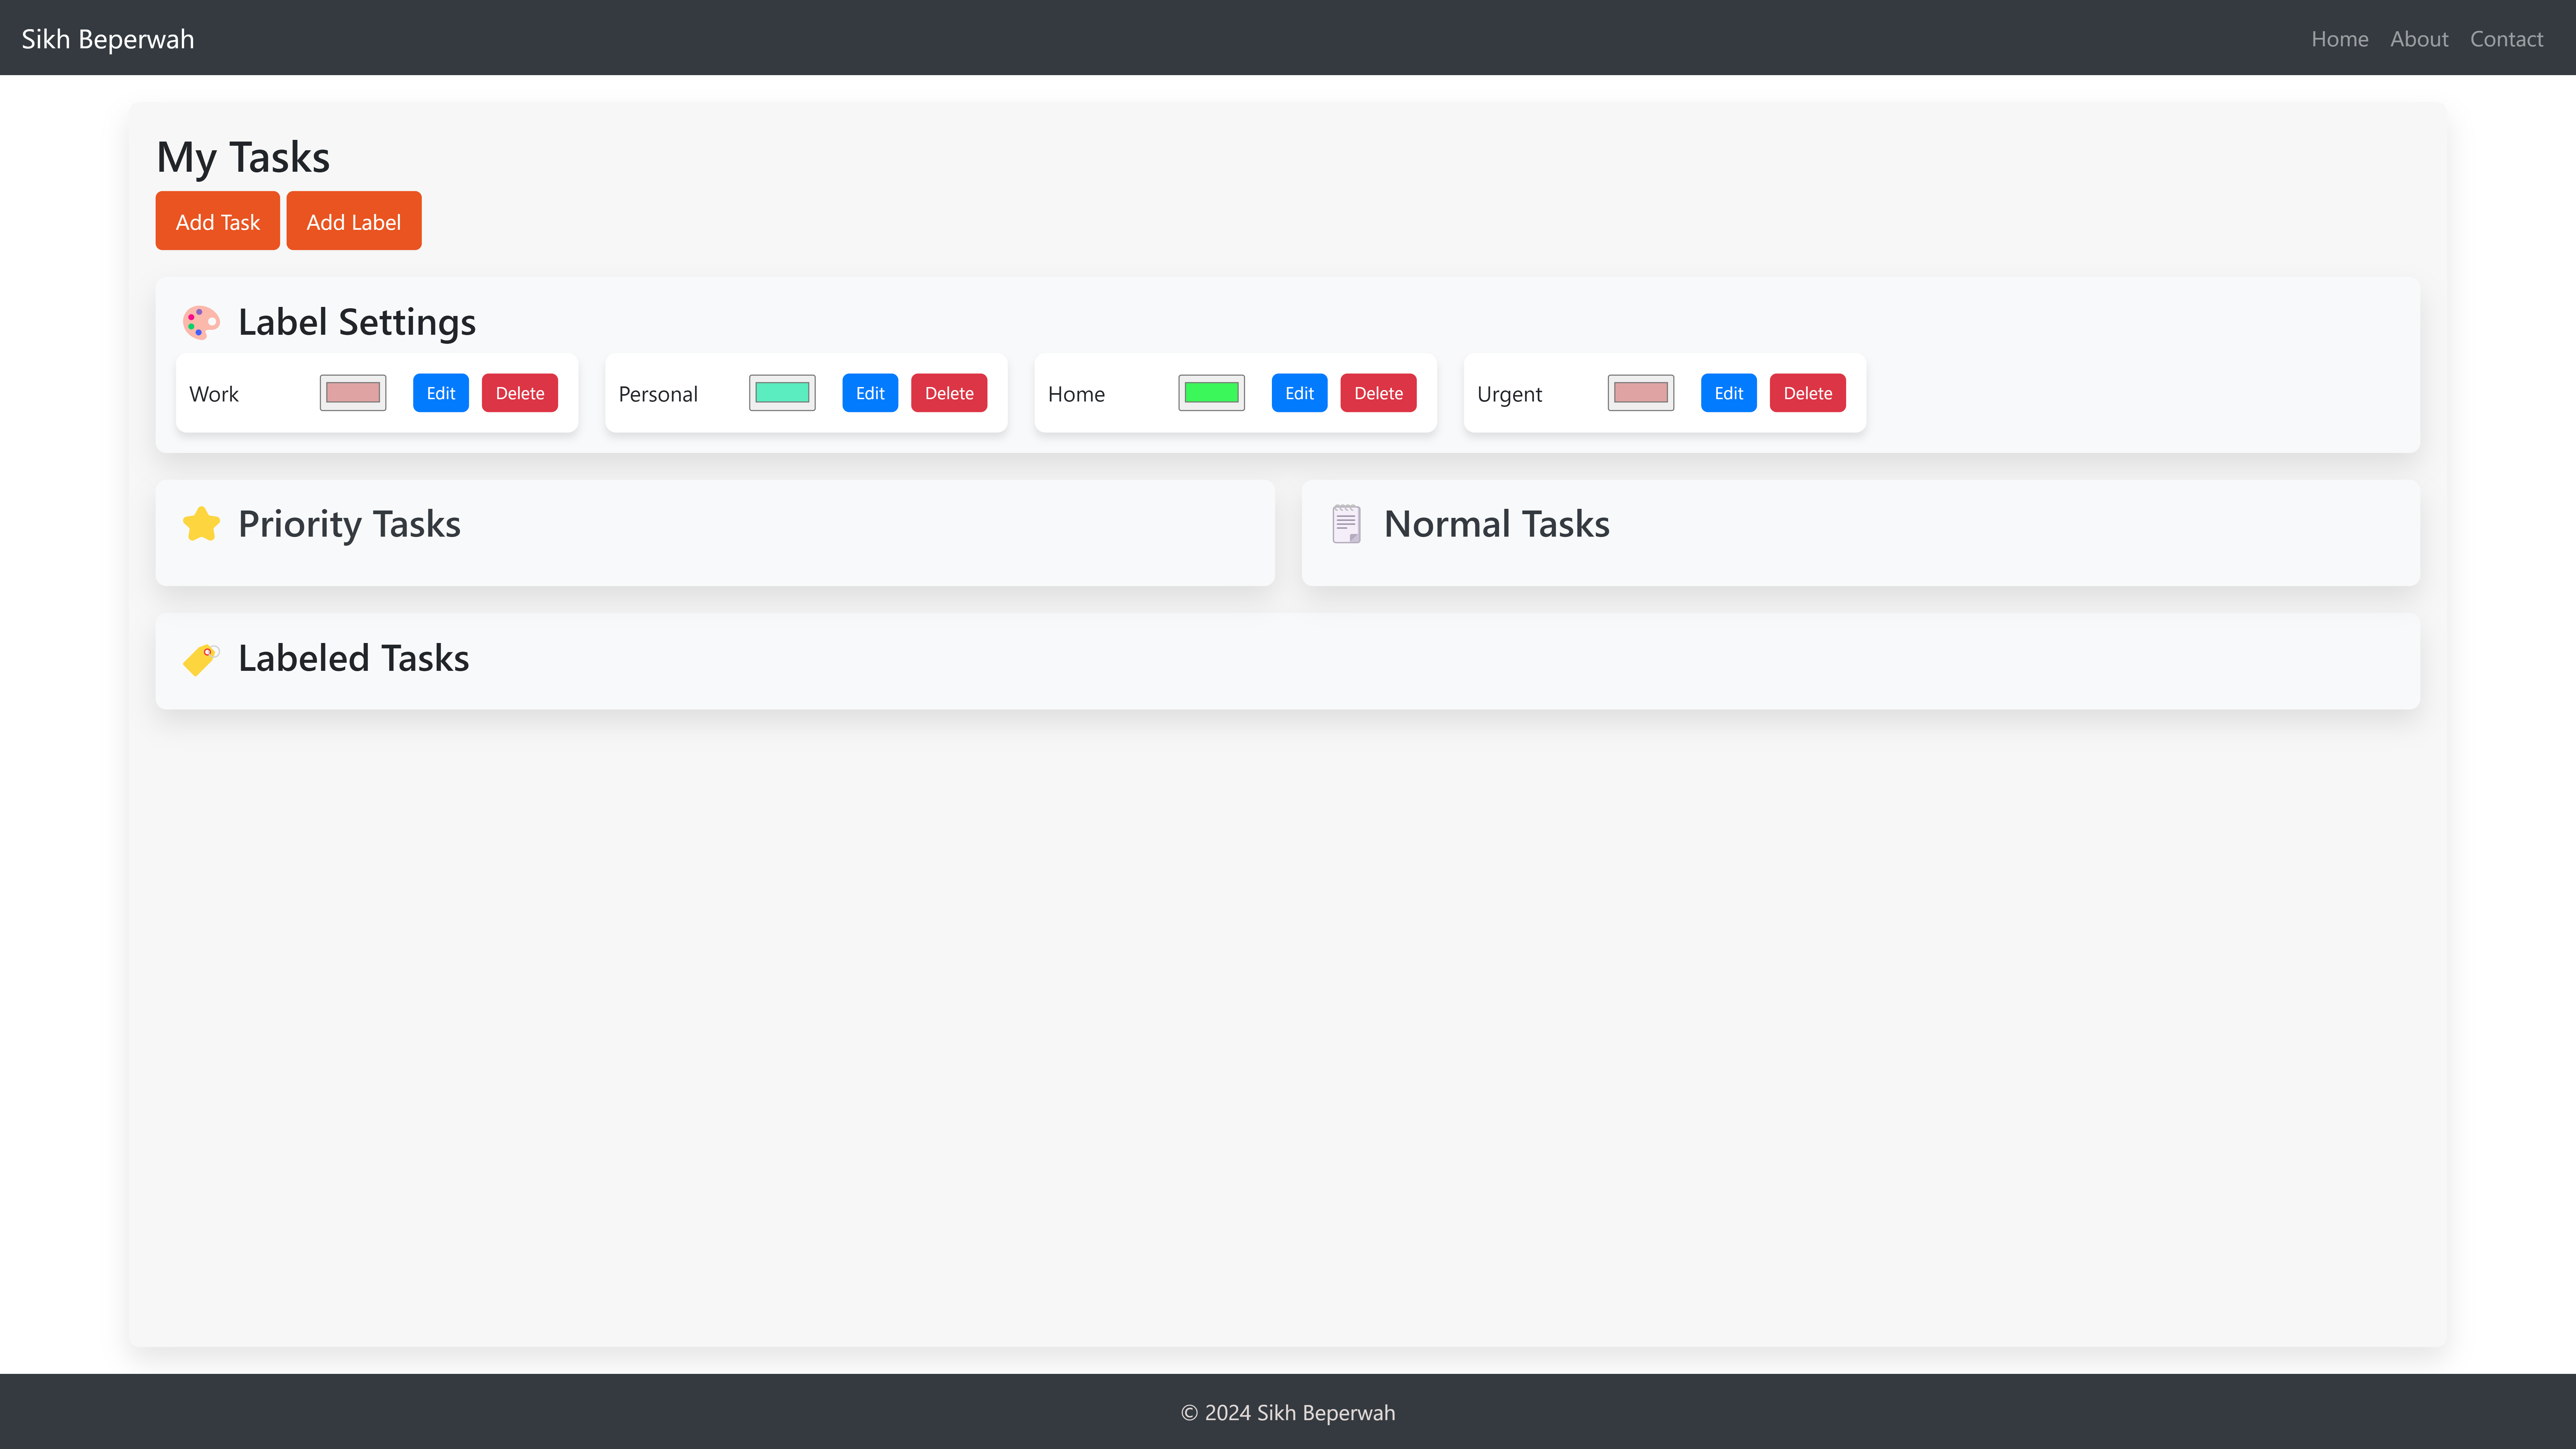 Sikh Beperwah Home About Contact
My Tasks
Add Task Add Label
Label Settings
Work Edit Delete Personal Edit Delete Home Edit Delete Urgent Edit Delete
Priority Tasks Normal Tasks
Labeled Tasks
© 2024 Sikh Beperwah